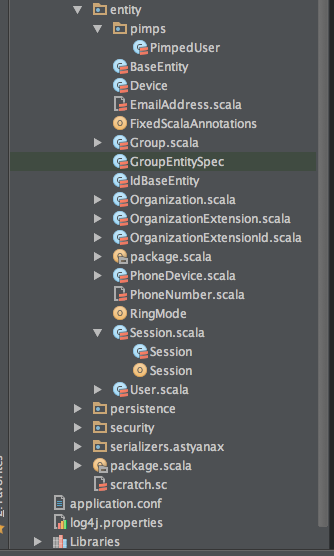 entity
pimps
PimpedUser
BaseEntity
Device
EmailAddress.scala
FixedScalaAnnotations
Group.scala
GroupEntitySpec
IdBaseEntity
Organization.scala
OrganizationExtension.scala
OrganizationExtensionId.scala
package.scala
PhoneDevice.scala
PhoneNumber.scala
RingMode
Session.scala
Session
Session
User.scala
persistence
security
serializers.astyanax
package.scala
scratch.sc
application.conf
log4j.properties
Libraries